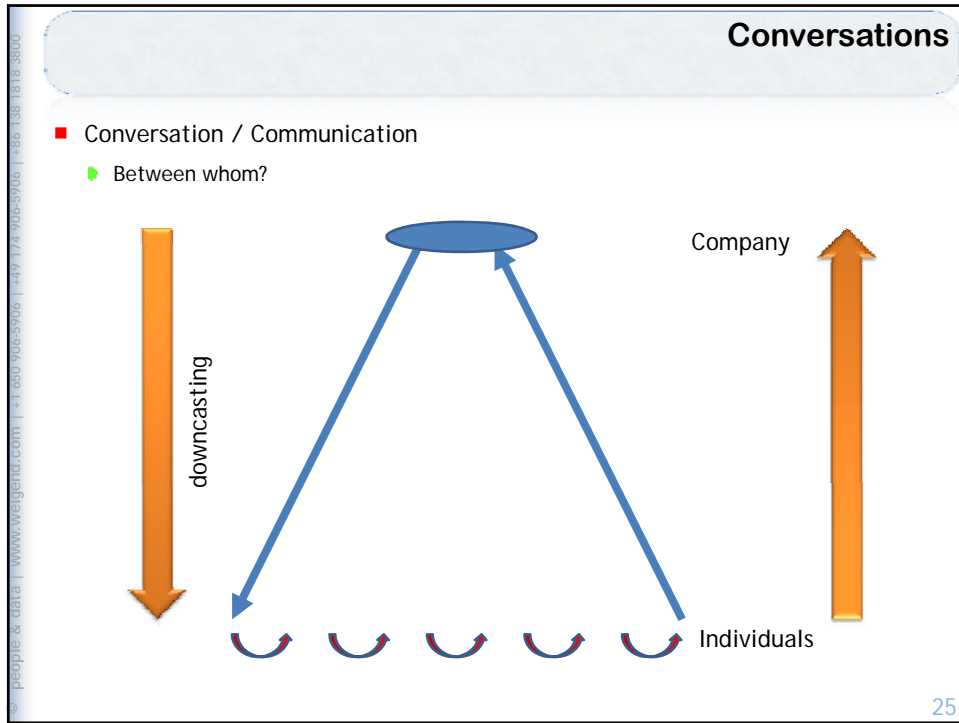 Conversations
Conversation / Communication
Between whom?
Company
downcasting
Individuals
© people & data | www.weigend.com | +1 650 906-5906 | +49 174 906-5906 | +86 138 1818 3800
25